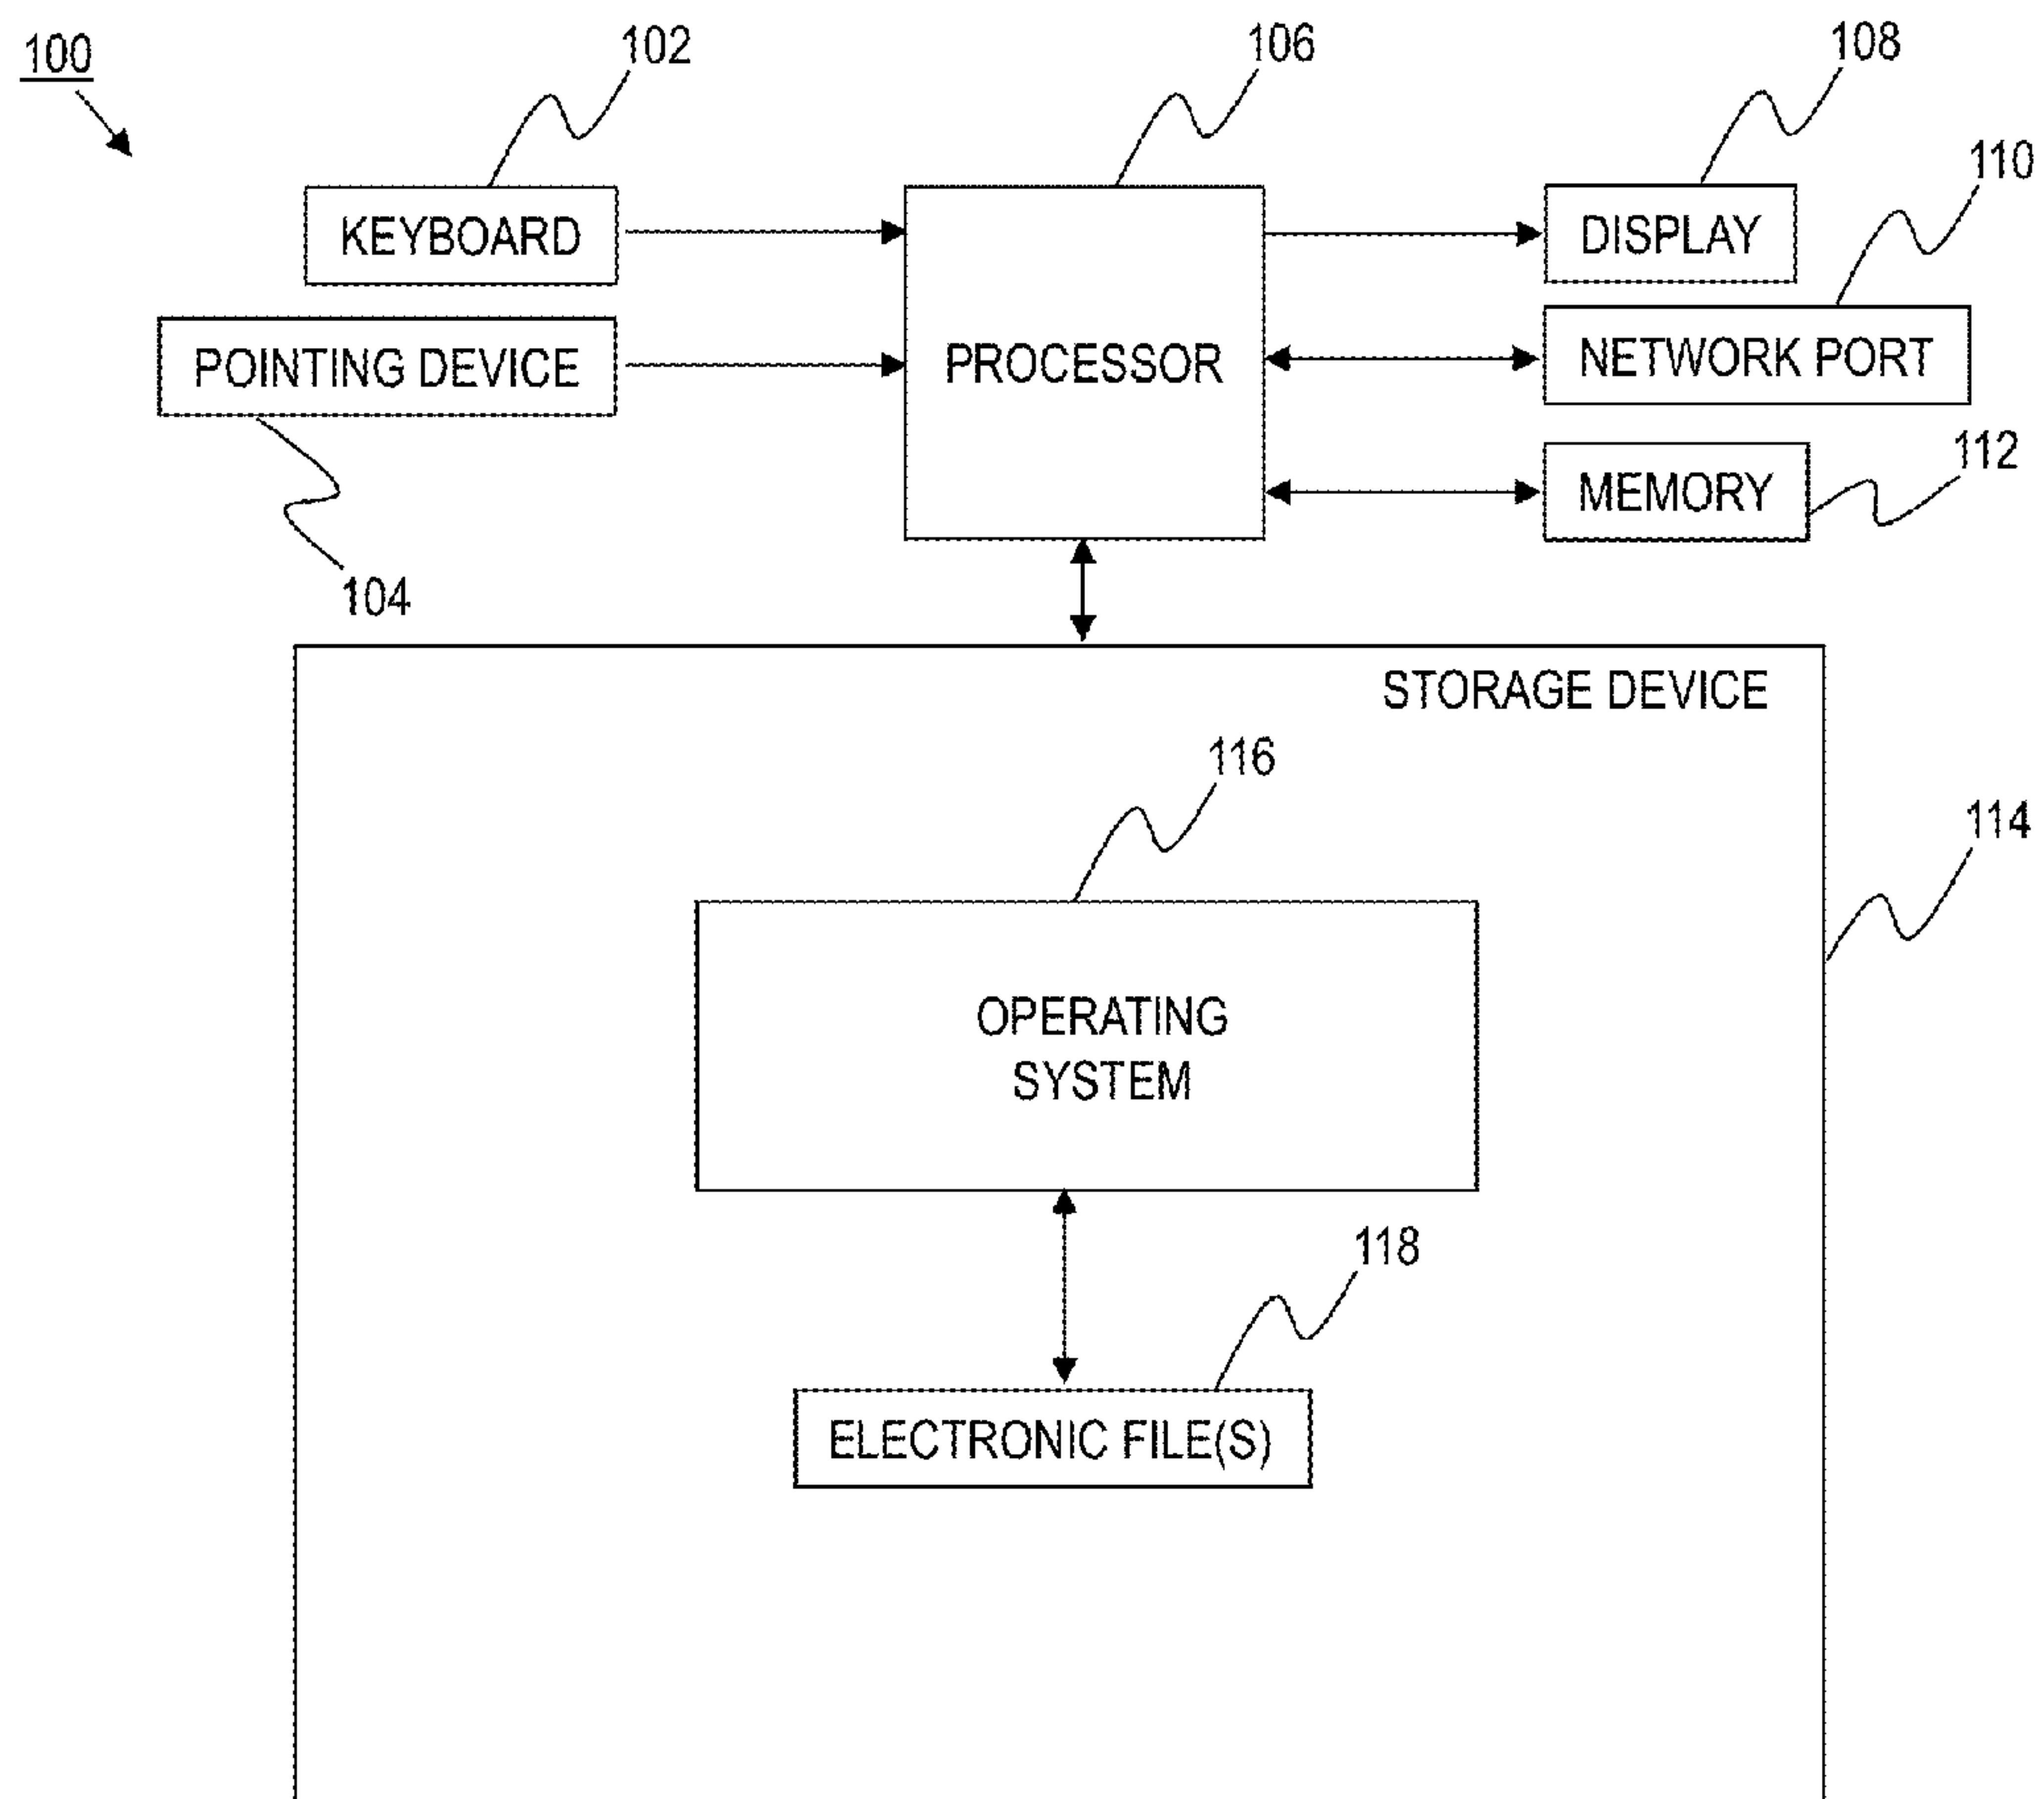 100
102
106
108
110
KEYBOARD
PROCESSOR
DISPLAY
POINTING DEVICE
NETWORK PORT
112
MEMORY
104
STORAGE DEVICE
116
114
OPERATING
SYSTEM
118
ELECTRONIC FILE(S)